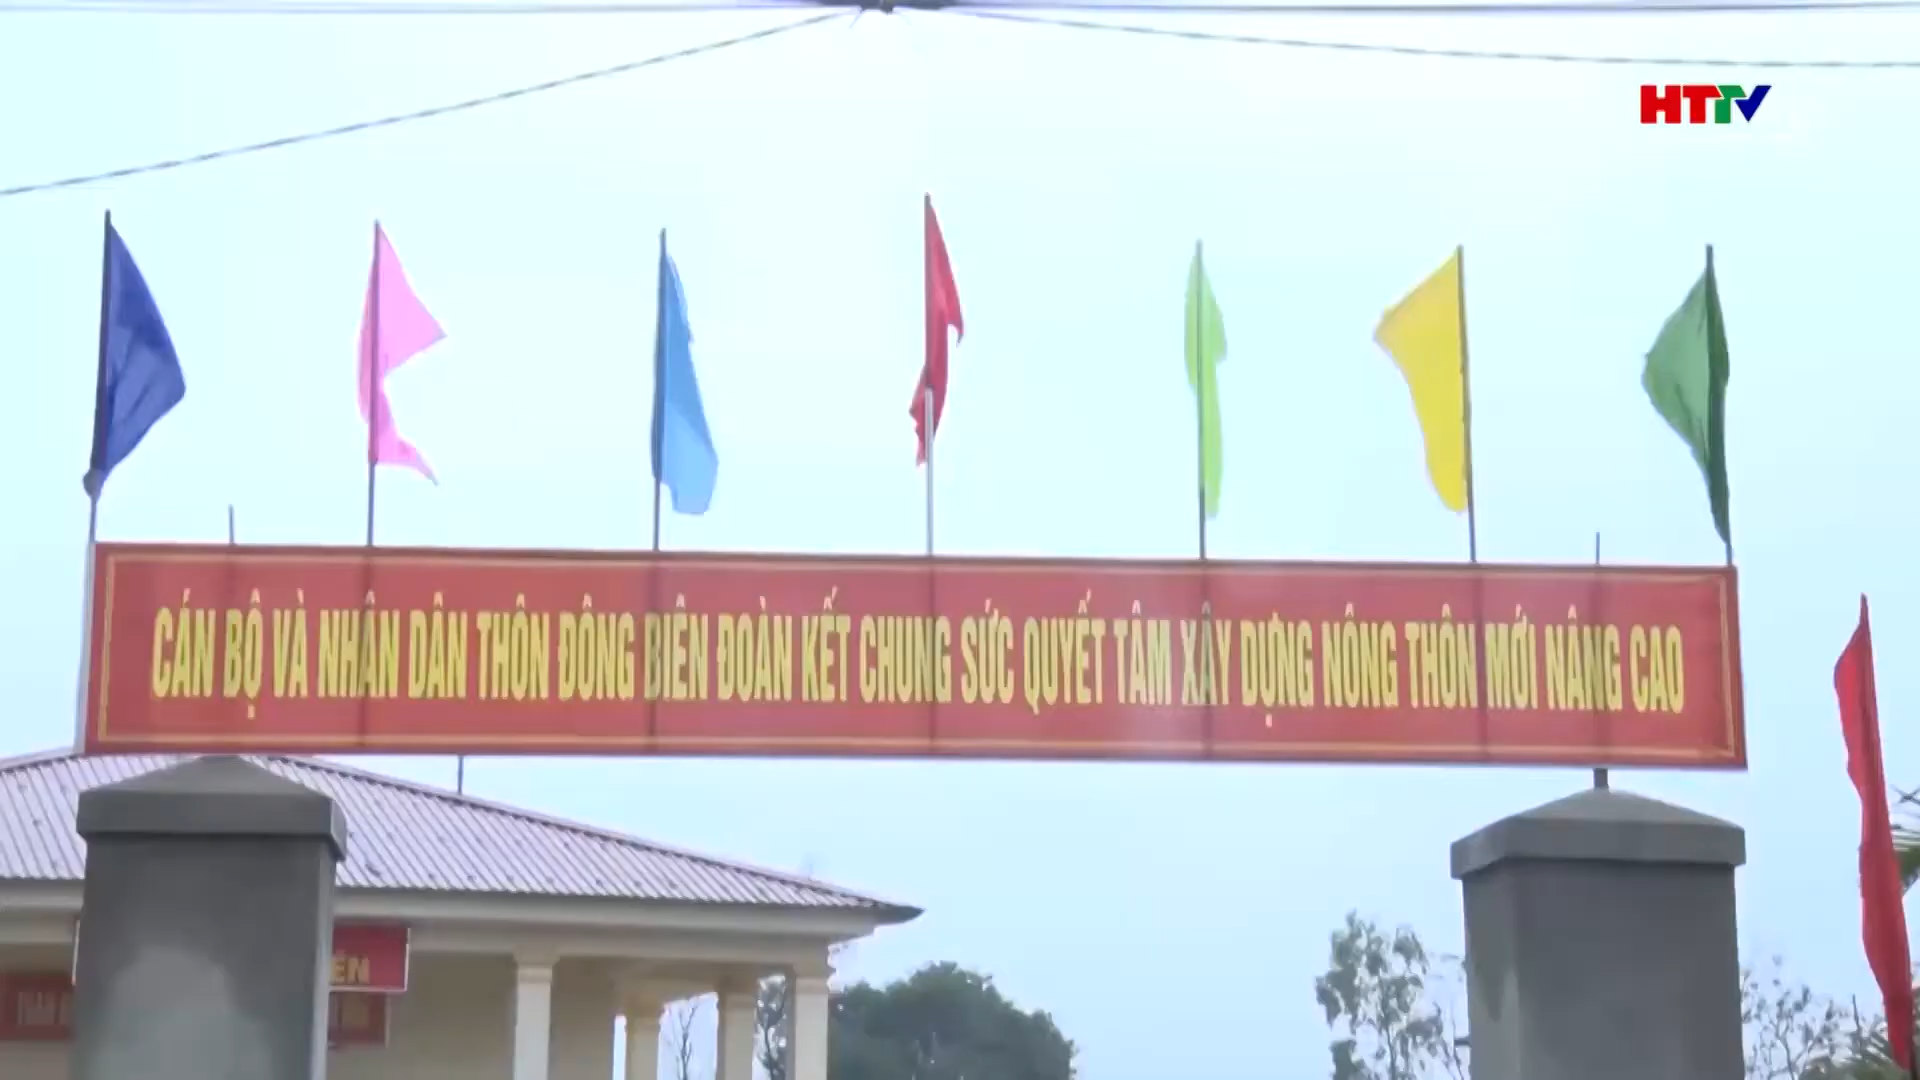 HTTV
CÁN BỘ VÀ NHÂN DÂN THÔN ĐÔNG BIÊN ĐOÀN KẾT CHUNG SỨC QUYẾT TÂM XÂY DỰNG NÔNG THÔN MỚI NÂNG CAO